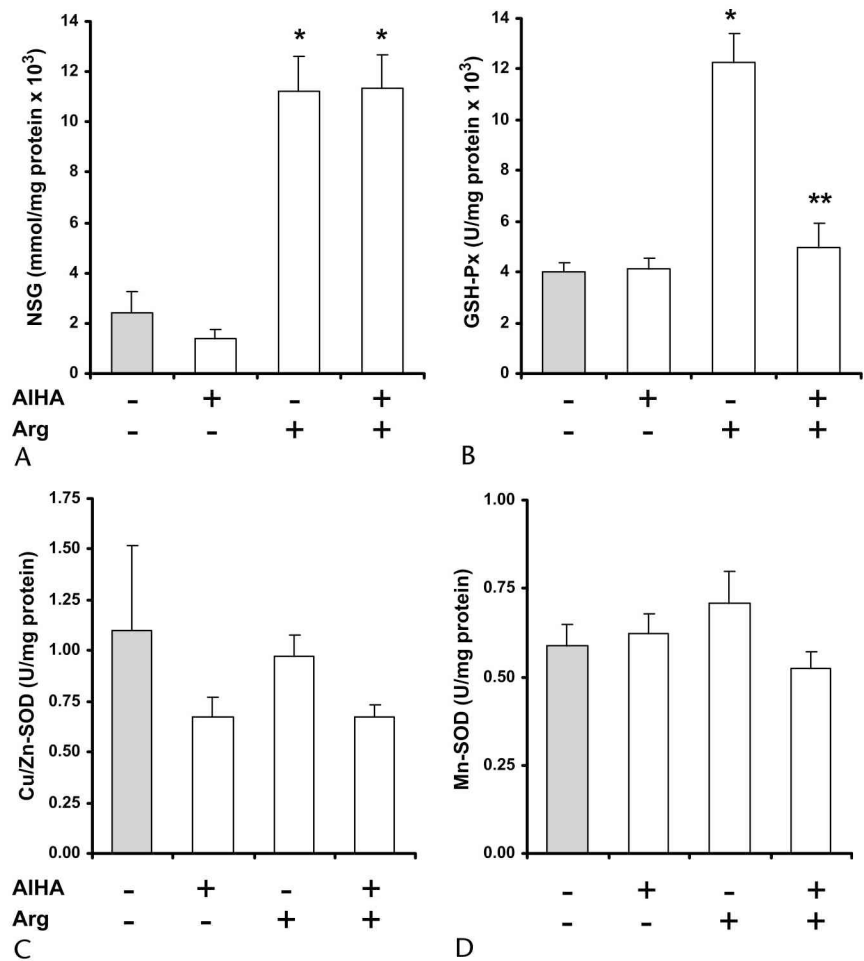 14
12
10
8
6
4
2
0
NSG (mmol/mg protein x 10³)
* *
AlHA - + - +
Arg - - + +
A
14
12
10
8
6
4
2
0
GSH-Px (U/mg protein x 10³)
*
**
- + - +
- - + +
B
1.75
1.50
1.25
1.00
0.75
0.50
0.25
0.00
Cu/Zn-SOD (U/mg protein)
AlHA - + - +
Arg - - + +
C
1.00
0.75
0.50
0.25
0.00
Mn-SOD (U/mg protein)
- + - +
- - + +
D